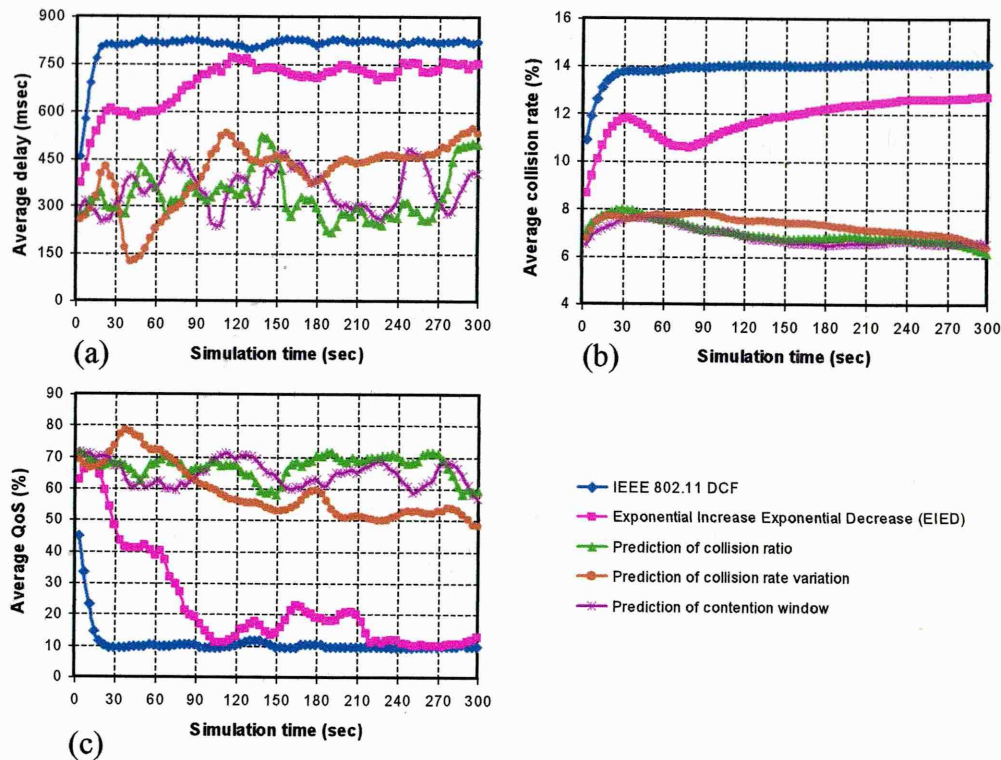 Average delay (msec)
900
750
600
450
300
150
0
0 30 60 90 120 150 180 210 240 270 300
(a)
Simulation time (sec)
Average collision rate (%)
16
14
12
10
8
6
4
0 30 60 90 120 150 180 210 240 270 300
(b)
Simulation time (sec)
Average QoS (%)
90
80
70
60
50
40
30
20
10
0
0 30 60 90 120 150 180 210 240 270 300
(c)
Simulation time (sec)
IEEE 802.11 DCF
Exponential Increase Exponential Decrease (EIED)
Prediction of collision ratio
Prediction of collision rate variation
Prediction of contention window